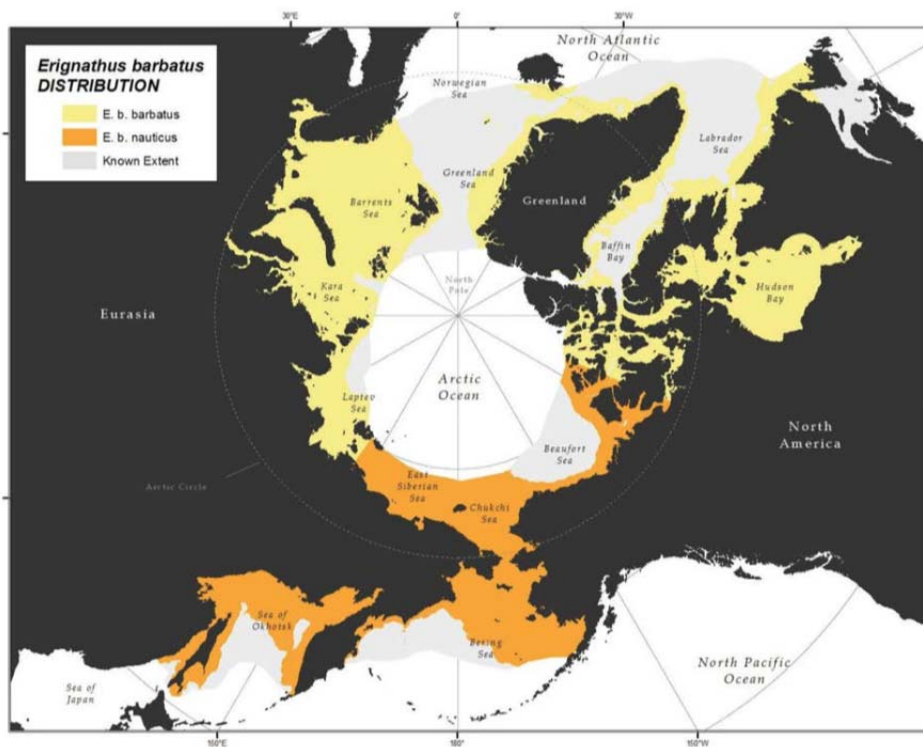 30°E
0°
30°W
Erignathus barbatus
DISTRIBUTION
E. b. barbatus
E. b. nauticus
Known Extent
North Atlantic
Ocean
Norwegian
Sea
Labrador
Sea
Greenland
Sea
Greenland
Barrents
Sea
Baffin
Bay
North
Pole
Kara
Sea
Hudson
Bay
Eurasia
Arctic
Ocean
Laptev
Sea
North
America
Beaufort
Sea
East
Siberian
Sea
Arctic Circle
Chukchi
Sea
Sea of
Okhotsk
Bering
Sea
North Pacific
Ocean
Sea of
Japan
150°E
180°
150°W